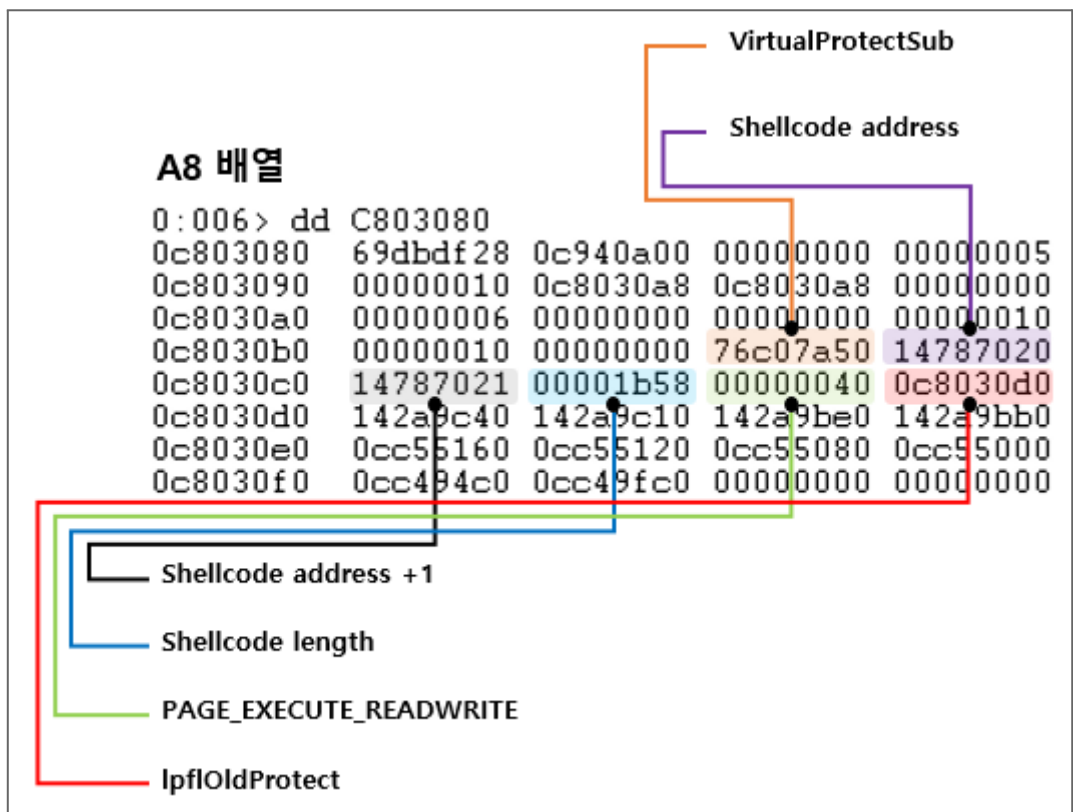 VirtualProtectSub
Shellcode address
A8 배열
0:006> dd C803080
0c803080 69dbdf28 0c940a00 00000000 00000005
0c803090 00000010 0c8030a8 0c8030a8 00000000
0c8030a0 00000006 00000000 00000000 00000010
0c8030b0 00000010 00000000 76c07a50 14787020
0c8030c0 14787021 00001b58 00000040 0c8030d0
0c8030d0 142a9c40 142a9c10 142a9be0 142a9bb0
0c8030e0 0cc55160 0cc55120 0cc55080 0cc55000
0c8030f0 0cc494c0 0cc49fc0 00000000 00000000
Shellcode address +1
Shellcode length
PAGE_EXECUTE_READWRITE
lpflOldProtect